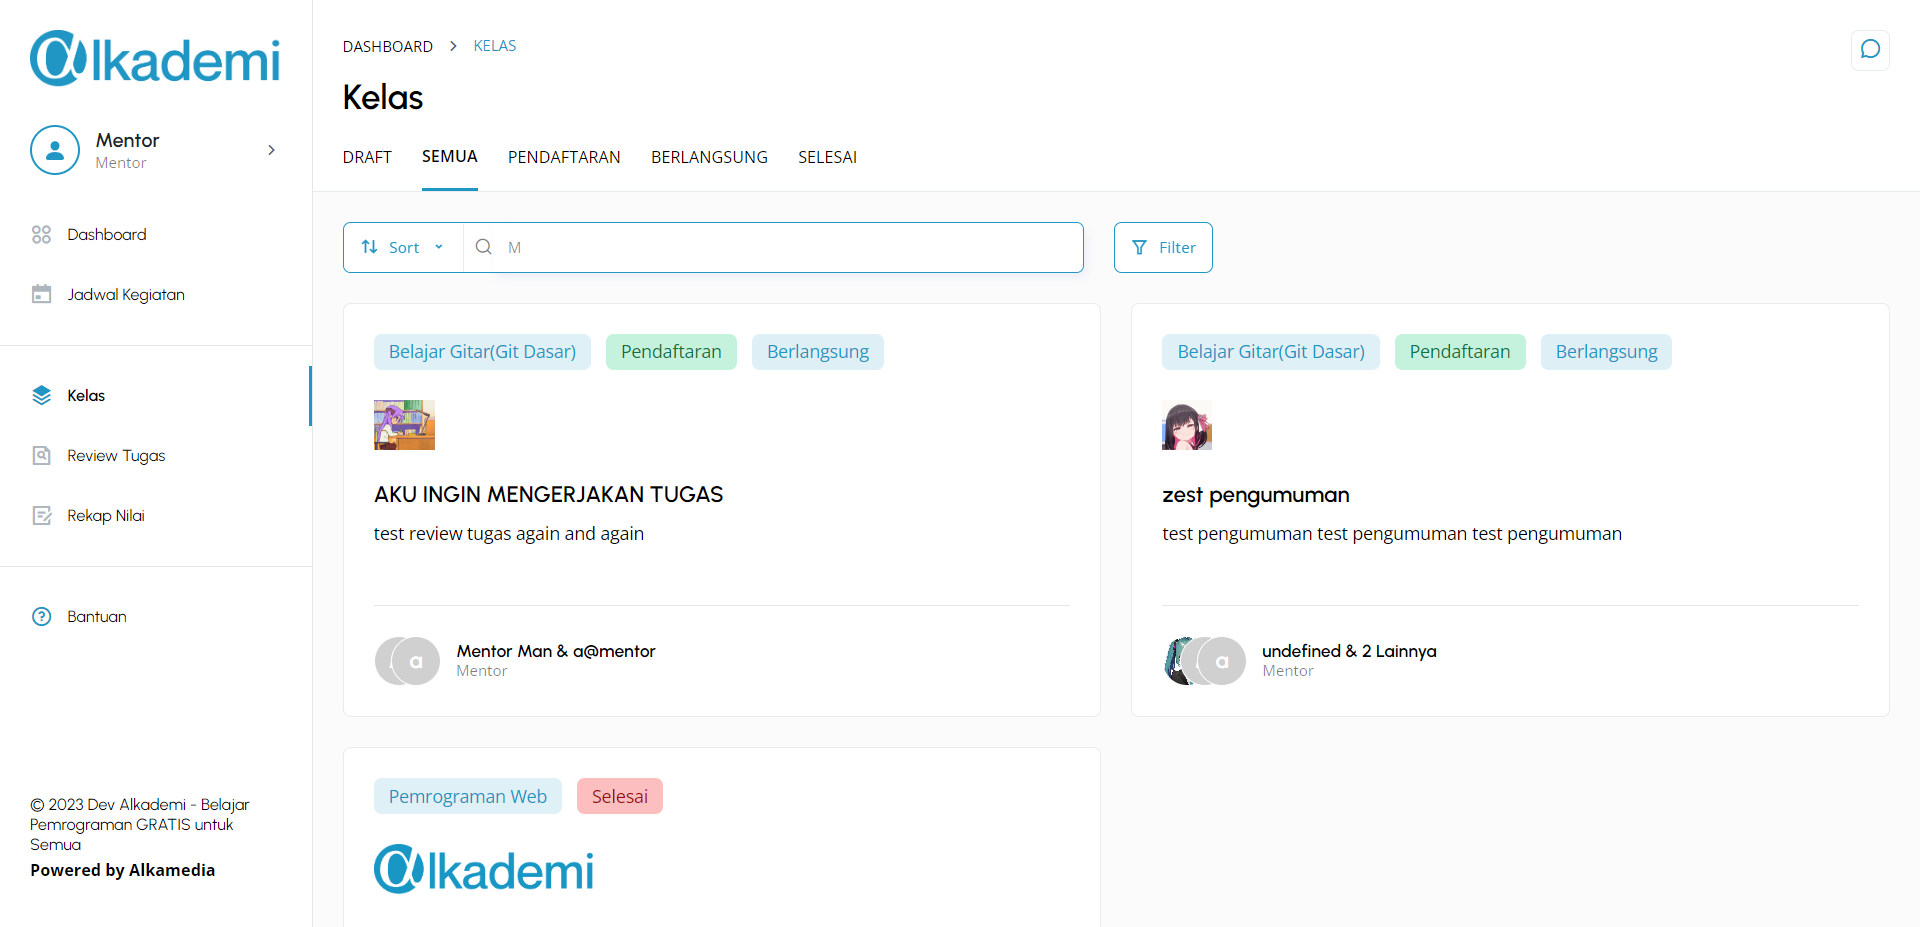 @lkademi
Mentor
Mentor
Dashboard
Jadwal Kegiatan
Kelas
Review Tugas
Rekap Nilai
Bantuan
© 2023 Dev Alkademi - Belajar
Pemrograman GRATIS untuk
Semua
Powered by Alkamedia
DASHBOARD > KELAS
Kelas
DRAFT SEMUA PENDAFTARAN BERLANGSUNG SELESAI
Sort M Filter
Belajar Gitar(Git Dasar) Pendaftaran Berlangsung
AKU INGIN MENGERJAKAN TUGAS
test review tugas again and again
a
Mentor Man & a@mentor
Mentor
Belajar Gitar(Git Dasar) Pendaftaran Berlangsung
zest pengumuman
test pengumuman test pengumuman test pengumuman
a
undefined & 2 Lainnya
Mentor
Pemrograman Web Selesai
@lkademi